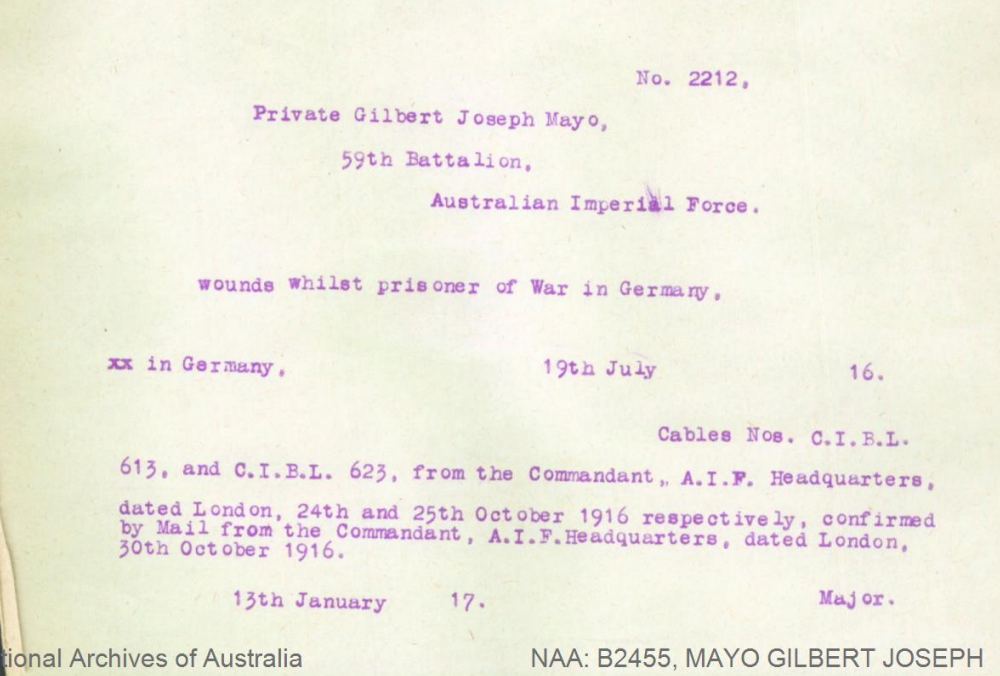 No. 2212,
Private Gilbert Joseph Mayo,
59th Battalion,
Australian Imperial Force.
wounds whilst prisoner of War in Germany,
xx in Germany, 19th July 16.
Cables Nos. C.I.B.L.
613, and C.I.B.L. 623, from the Commandant,, A.I.F. Headquarters,
dated London, 24th and 25th October 1916 respectively, confirmed
by Mail from the Commandant, A.I.F.Headquarters, dated London,
30th October 1916.
13th January 17. Major.
tional Archives of Australia NAA: B2455, MAYO GILBERT JOSEPH